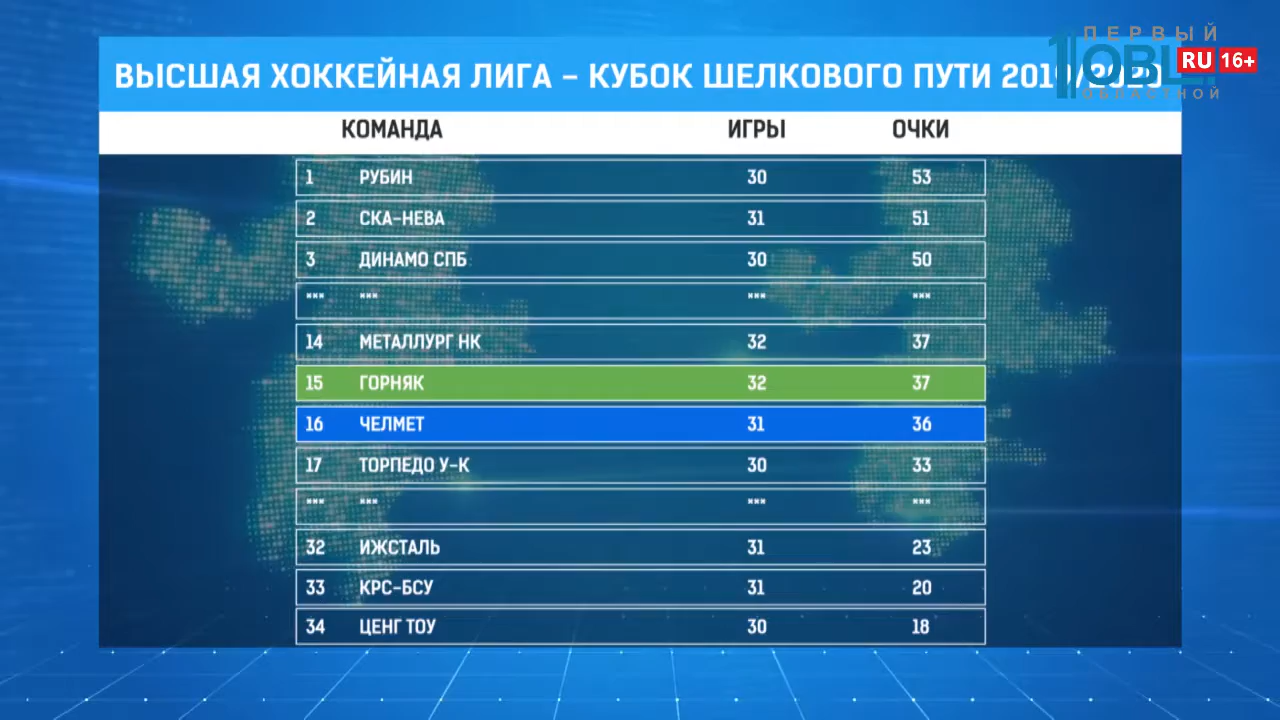 ПЕРВЫЙ
ВЫСШАЯ ХОККЕЙНАЯ ЛИГА – КУБОК ШЕЛКОВОГО ПУТИ
1OBL RU 16+
ОБЛАСТНОЙ
КОМАНДА ИГРЫ ОЧКИ
1 РУБИН 30 53
2 СКА-НЕВА 31 51
3 ДИНАМО СПБ 30 50
*** *** *** ***
14 МЕТАЛЛУРГ НК 32 37
15 ГОРНЯК 32 37
16 ЧЕЛМЕТ 31 36
17 ТОРПЕДО У-К 30 33
*** *** *** ***
32 ИЖСТАЛЬ 31 23
33 КРС-БСУ 31 20
34 ЦЕНГ ТОУ 30 18